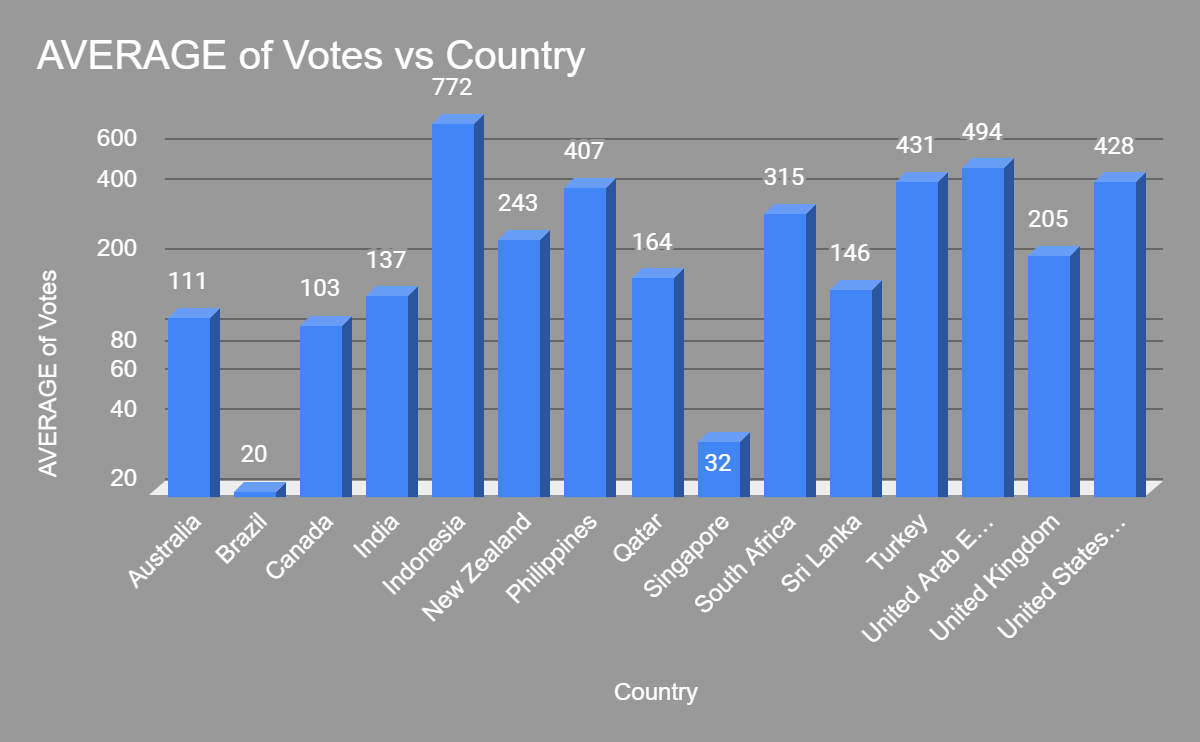 AVERAGE of Votes vs Country
AVERAGE of Votes
600
400
200
80
60
40
20
111
20
103
137
772
243
407
164
32
315
146
431
494
205
428
Australia
Brazil
Canada
India
Indonesia
New Zealand
Philippines
Qatar
Singapore
South Africa
Sri Lanka
Turkey
United Arab E…
United Kingdom
United States…
Country